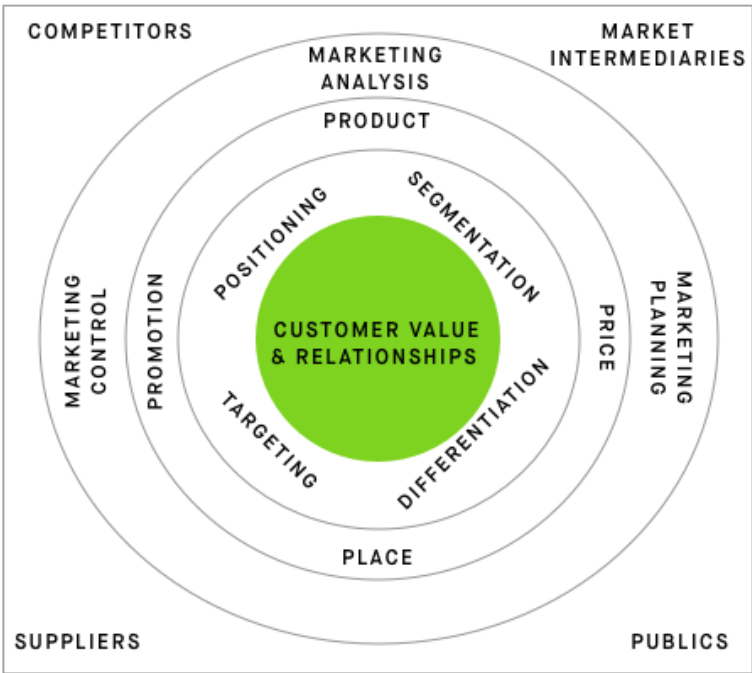 COMPETITORS
MARKET
INTERMEDIARIES
MARKETING
ANALYSIS
PRODUCT
POSITIONING
SEGMENTATION
MARKETING
CONTROL
PROMOTION
CUSTOMER VALUE
& RELATIONSHIPS
PRICE
MARKETING
PLANNING
TARGETING
DIFFERENTIATION
PLACE
SUPPLIERS
PUBLICS